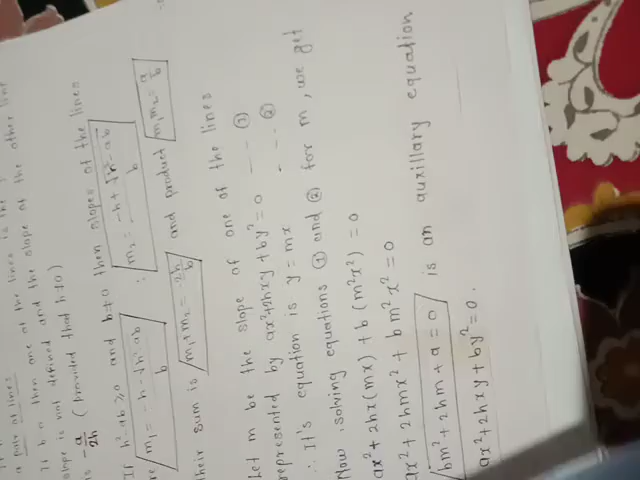 a pair of lines
If b=0 then one of the lines is the
slope is not defined and the slope of the other line
is -a/2h (Provided that h≠0)
If h²-ab ≥ 0 and b≠0 then slopes of the lines
re m₁ = -h-√h²-ab / b , m₂ = -h+√h²-ab / b
their sum is m₁+m₂ = -2h/b and product m₁m₂ = a/b
Let m be the slope of one of the lines
represented by ax²+2hxy+by²=0 --- ①
∴ It's equation is y=mx --- ②
Now, solving equations ① and ② for m, we get
ax²+2hx(mx)+b(m²x²)=0
ax²+2hmx²+bm²x²=0
bm²+2hm+a=0 is an auxillary equation
ax²+2hxy+by²=0.